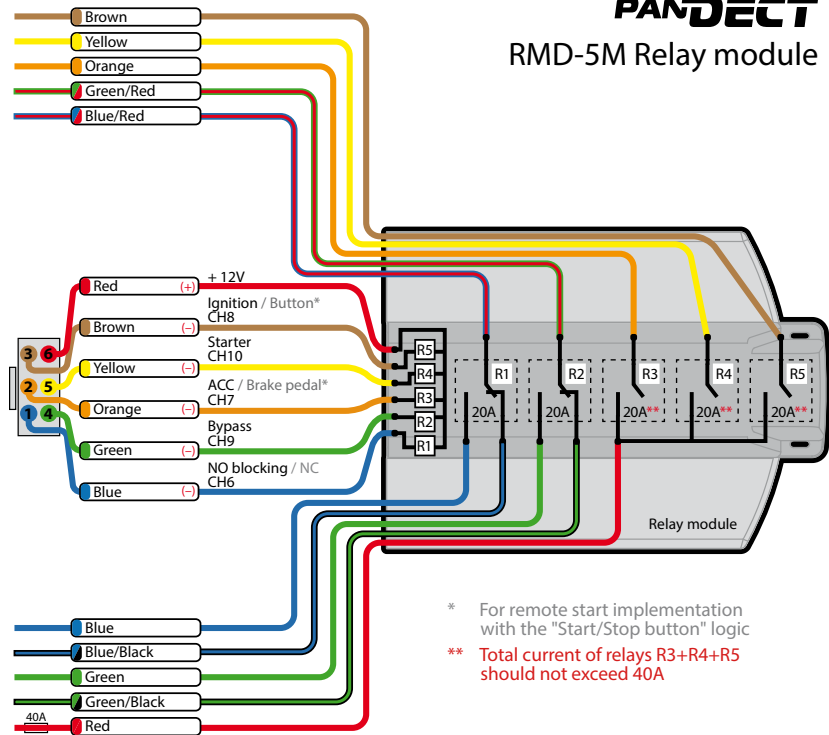 PANDECT
RMD-5M Relay module
Brown
Yellow
Orange
Green/Red
Blue/Red
Red (+)
+ 12V
Brown (–)
Ignition / Button*
CH8
Yellow (–)
Starter
CH10
Orange (–)
ACC / Brake pedal*
CH7
Green (–)
Bypass
CH9
Blue (–)
NO blocking / NC
CH6
3 6
2 5
1 4
R5
R4
R3
R2
R1
R1 R2 R3 R4 R5
20A 20A 20A** 20A** 20A**
Relay module
Blue
Blue/Black
Green
Green/Black
40A
Red
* For remote start implementation
with the "Start/Stop button" logic
** Total current of relays R3+R4+R5
should not exceed 40A